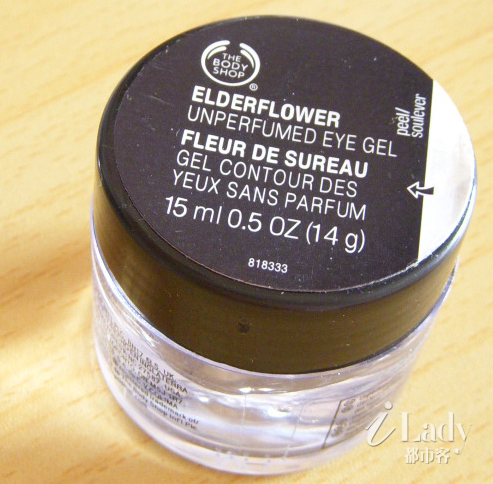 THE
BODY
SHOP
®
ELDERFLOWER
UNPERFUMED EYE GEL
FLEUR DE SUREAU
GEL CONTOUR DES
YEUX SANS PARFUM
15 ml 0.5 OZ (14 g)
818333
peel/
soulever
iLady
都市客